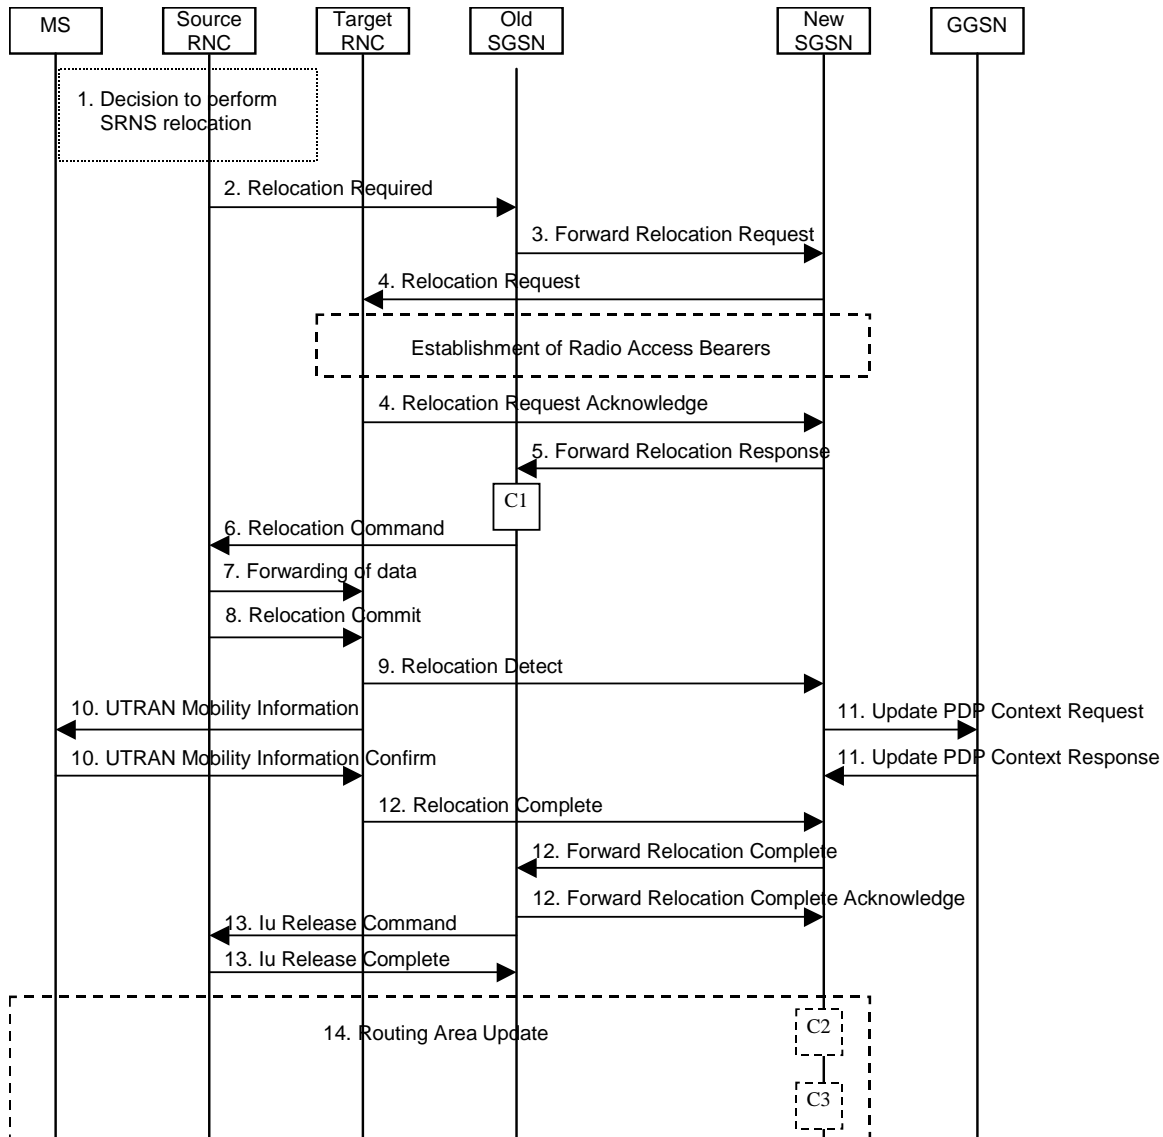 MS
Source
RNC
Target
RNC
Old
SGSN
New
SGSN
GGSN
1. Decision to perform
SRNS relocation
2. Relocation Required
3. Forward Relocation Request
4. Relocation Request
Establishment of Radio Access Bearers
4. Relocation Request Acknowledge
5. Forward Relocation Response
C1
6. Relocation Command
7. Forwarding of data
8. Relocation Commit
9. Relocation Detect
10. UTRAN Mobility Information
11. Update PDP Context Request
10. UTRAN Mobility Information Confirm
11. Update PDP Context Response
12. Relocation Complete
12. Forward Relocation Complete
12. Forward Relocation Complete Acknowledge
13. Iu Release Command
13. Iu Release Complete
14. Routing Area Update
C2
C3